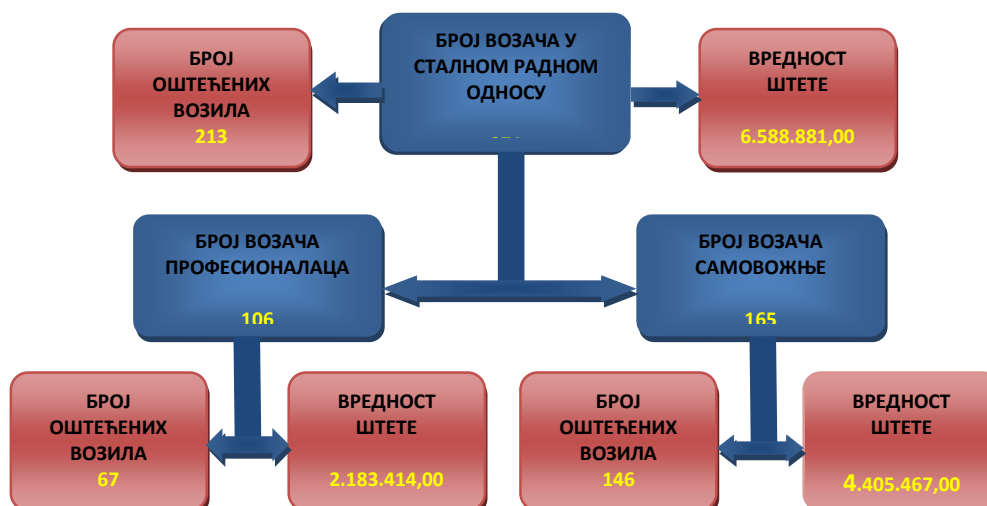 БРОЈ ВОЗАЧА У
СТАЛНОМ РАДНОМ
ОДНОСУ
БРОЈ
ОШТЕЋЕНИХ
ВОЗИЛА
213
ВРЕДНОСТ
ШТЕТЕ
6.588.881,00
БРОЈ ВОЗАЧА
ПРОФЕСИОНАЛАЦА
106
БРОЈ ВОЗАЧА
САМОВОЖЊЕ
165
БРОЈ
ОШТЕЋЕНИХ
ВОЗИЛА
67
ВРЕДНОСТ
ШТЕТЕ
2.183.414,00
БРОЈ
ОШТЕЋЕНИХ
ВОЗИЛА
146
ВРЕДНОСТ
ШТЕТЕ
4.405.467,00